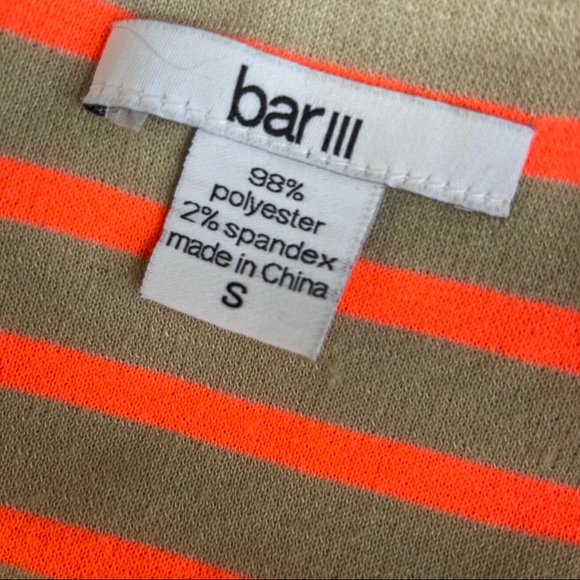 bar III
98%
polyester
2% spandex
made in China
S